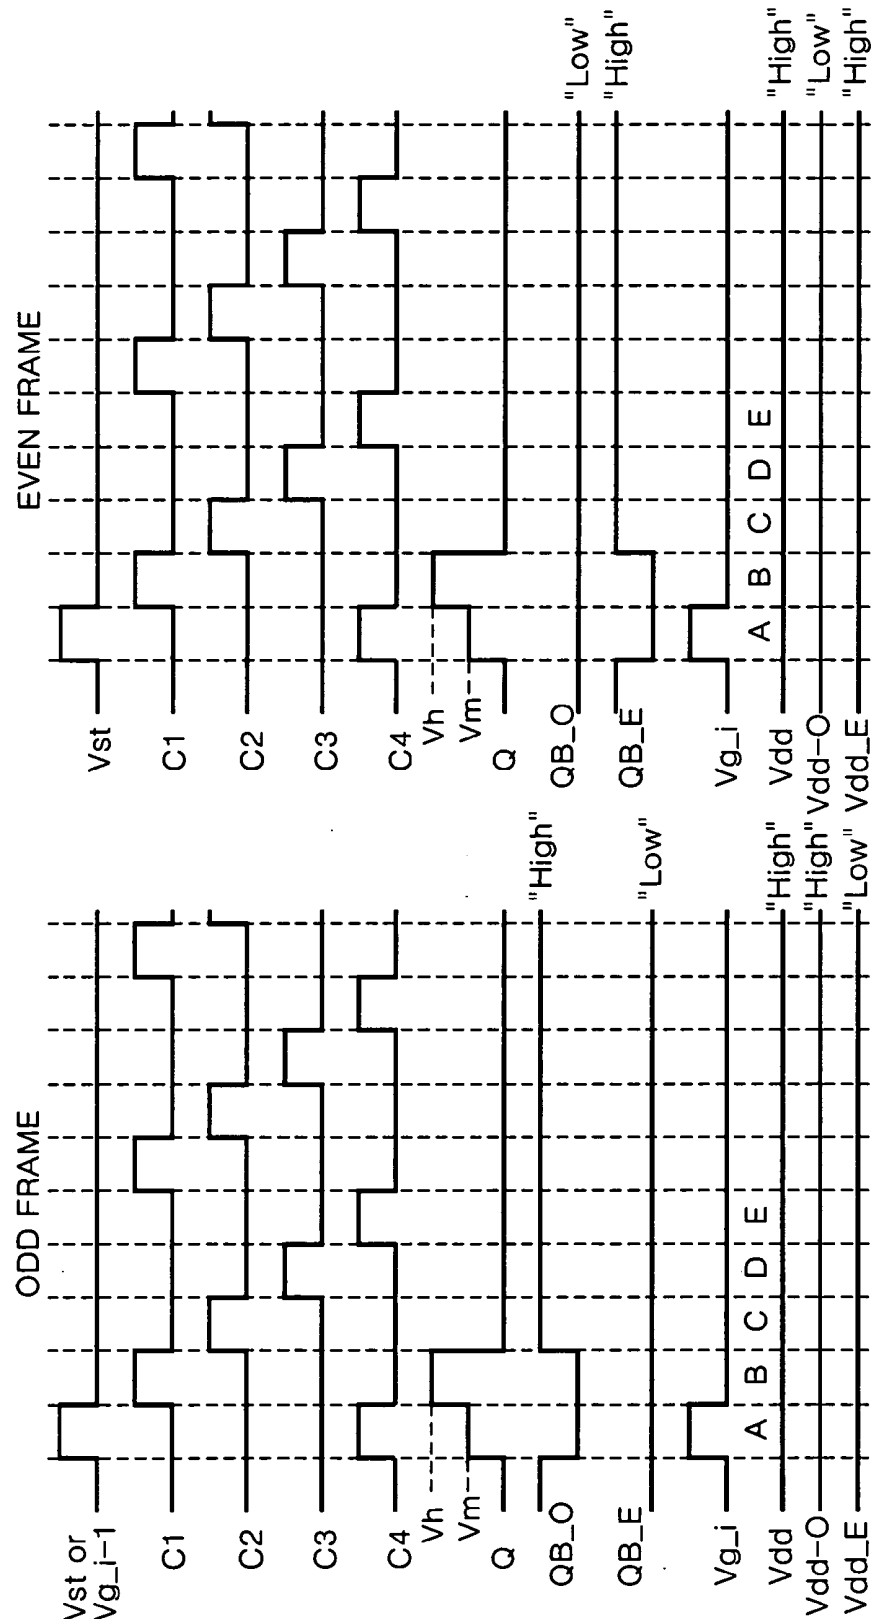 ODD FRAME
Vst or
Vg_i-1
C1
C2
C3
C4
Vh
Vm
Q
QB_O
"High"
QB_E
"Low"
Vg_i
A B C D E
Vdd
"High"
Vdd-O
"High"
Vdd_E
"Low"
EVEN FRAME
Vst
C1
C2
C3
C4
Vh
Vm
Q
QB_O
"Low"
QB_E
"High"
Vg_i
A B C D E
Vdd
"High"
Vdd-O
"Low"
Vdd_E
"High"